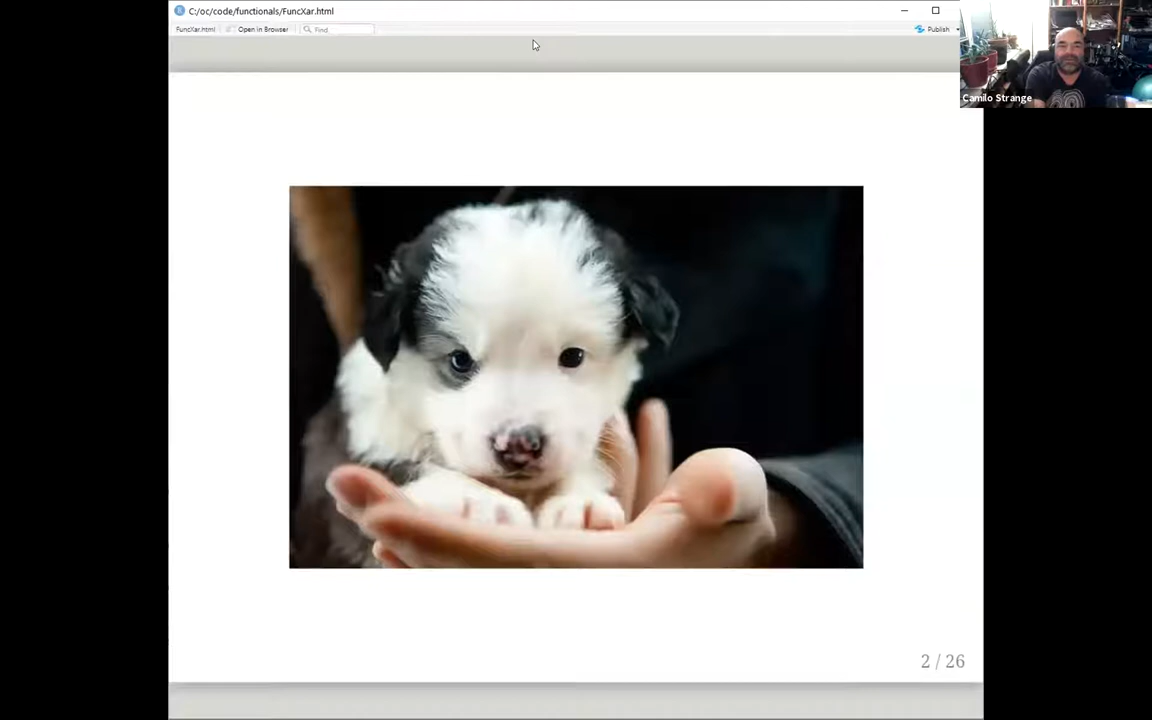 C:/oc/code/functionals/FuncXar.html
FuncXar.html Open in Browser Find Publish
Camilo Strange
2 / 26